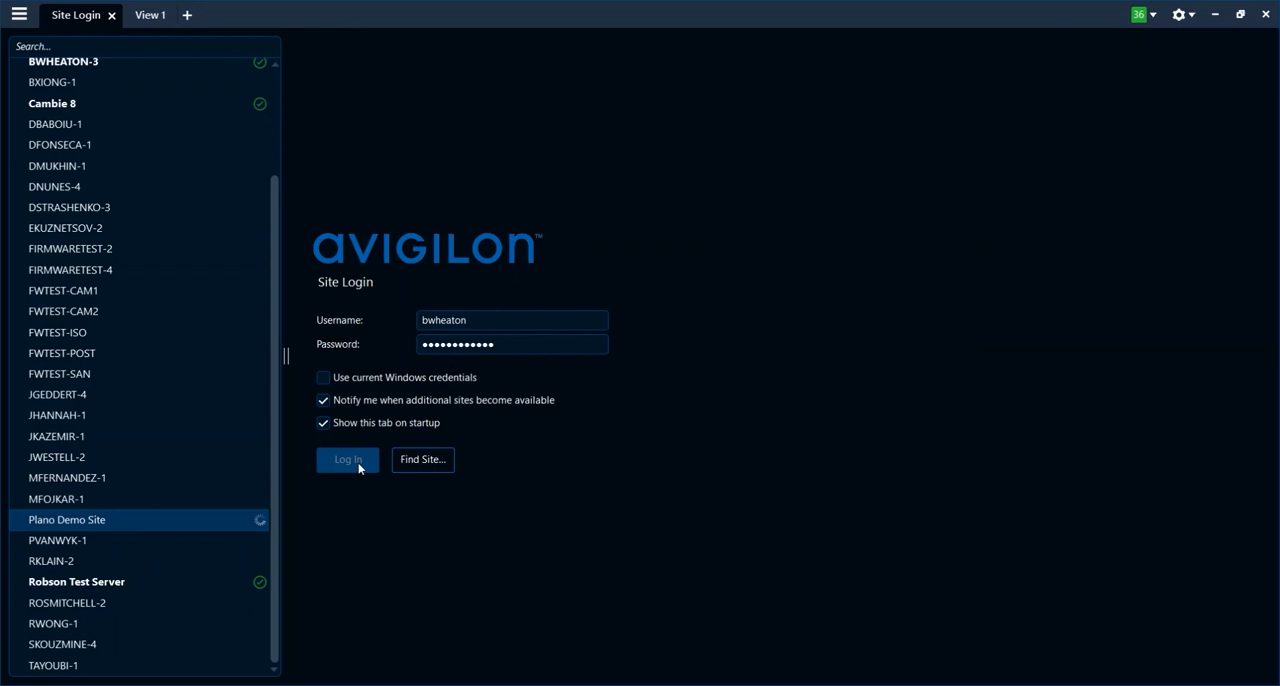 Site Login
View 1
36
Search...
BWHEATON-3
BXIONG-1
Cambie 8
DBABOIU-1
DFONSECA-1
DMUKHIN-1
DNUNES-4
DSTRASHENKO-3
EKUZNETSOV-2
FIRMWARETEST-2
FIRMWARETEST-4
FWTEST-CAM1
FWTEST-CAM2
FWTEST-ISO
FWTEST-POST
FWTEST-SAN
JGEDDERT-4
JHANNAH-1
JKAZEMIR-1
JWESTELL-2
MFERNANDEZ-1
MFOJKAR-1
Plano Demo Site
PVANWYK-1
RKLAIN-2
Robson Test Server
ROSMITCHELL-2
RWONG-1
SKOUZMINE-4
TAYOUBI-1
avigilon™
Site Login
Username: bwheaton
Password: ••••••••••••
Use current Windows credentials
Notify me when additional sites become available
Show this tab on startup
Log In Find Site...